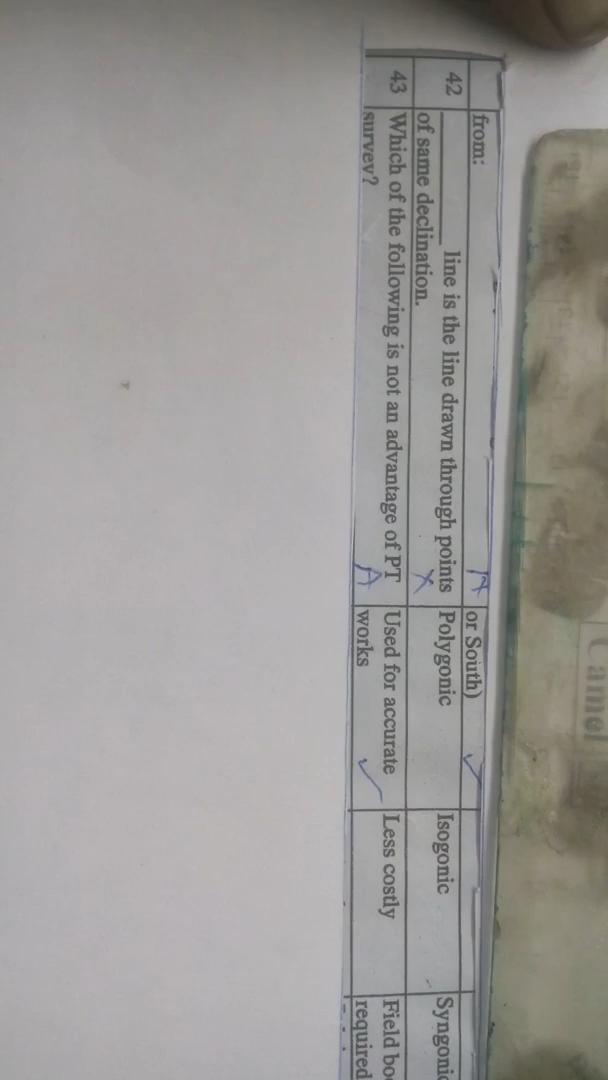 from:
A or South) ✓
42 ______ line is the line drawn through points X Polygonic Isogonic Syngonic
of same declination.
43 Which of the following is not an advantage of PT A Used for accurate ✓ Less costly Field bo
survey? works required
Camel